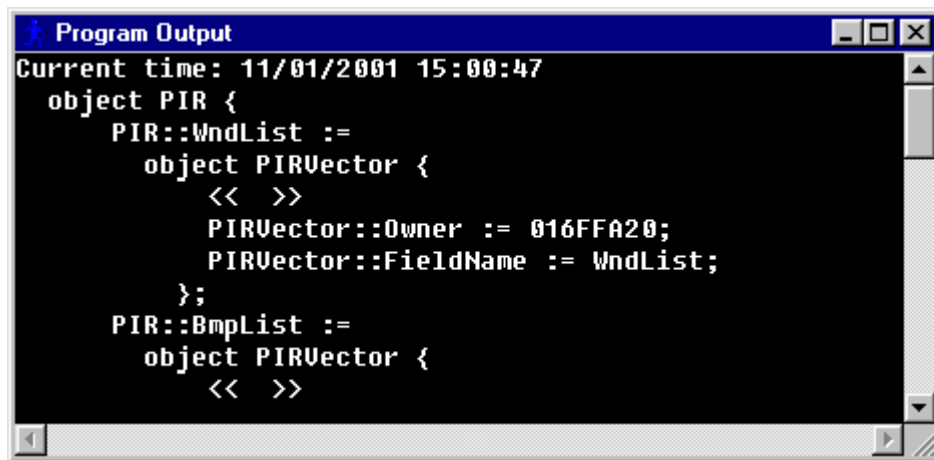 Program Output
Current time: 11/01/2001 15:00:47
object PIR {
PIR::WndList :=
object PIRVector {
<< >>
PIRVector::Owner := 016FFA20;
PIRVector::FieldName := WndList;
};
PIR::BmpList :=
object PIRVector {
<< >>